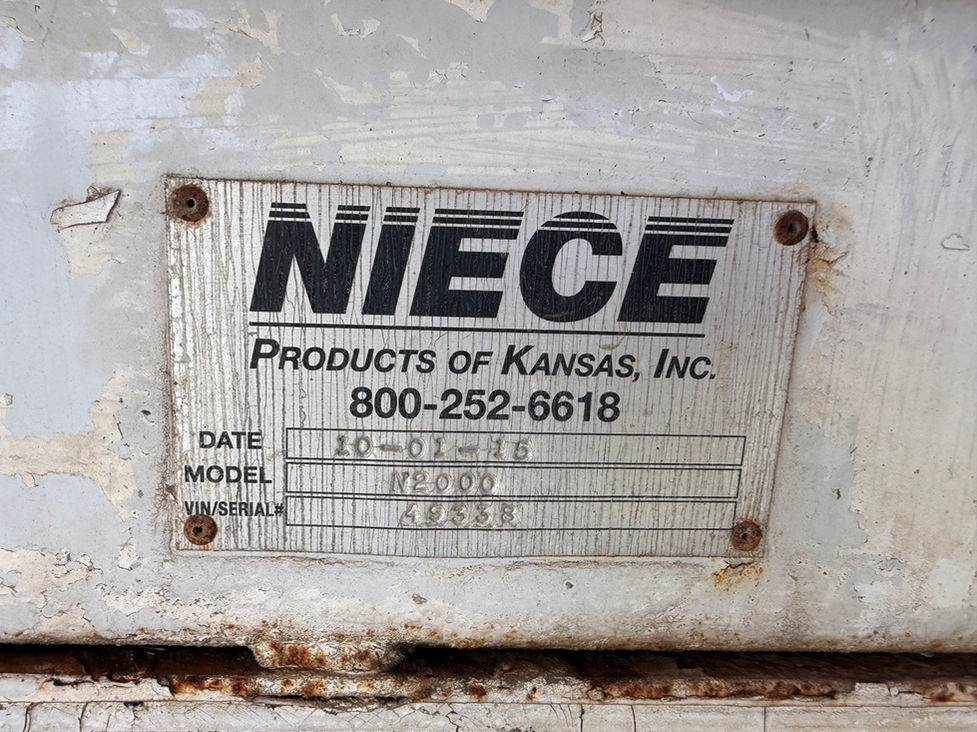 NIECE
PRODUCTS OF KANSAS, INC.
800-252-6618
DATE 10-01-15
MODEL N2000
VIN/SERIAL# 49338